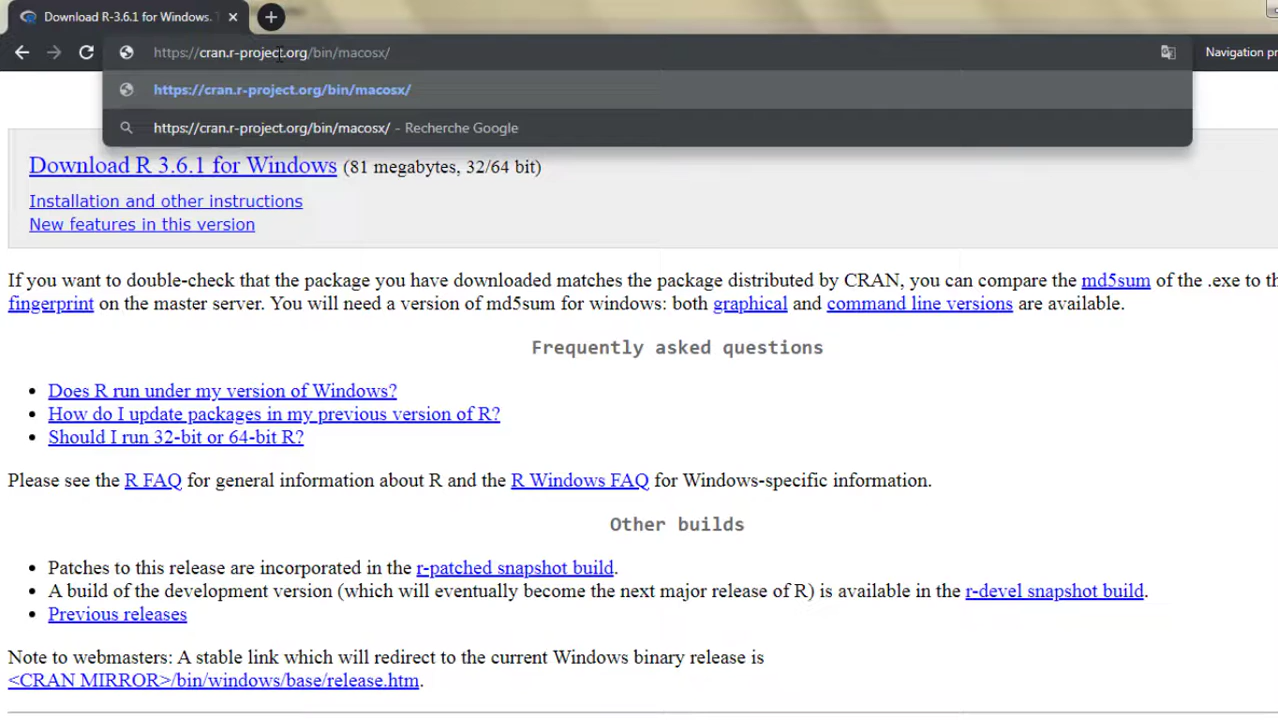 Download R-3.6.1 for Windows.
https://cran.r-project.org/bin/macosx/
Navigation
https://cran.r-project.org/bin/macosx/
https://cran.r-project.org/bin/macosx/ - Recherche Google
Download R 3.6.1 for Windows (81 megabytes, 32/64 bit)
Installation and other instructions
New features in this version
If you want to double-check that the package you have downloaded matches the package distributed by CRAN, you can compare the md5sum of the .exe to
fingerprint on the master server. You will need a version of md5sum for windows: both graphical and command line versions are available.
Frequently asked questions
• Does R run under my version of Windows?
• How do I update packages in my previous version of R?
• Should I run 32-bit or 64-bit R?
Please see the R FAQ for general information about R and the R Windows FAQ for Windows-specific information.
Other builds
• Patches to this release are incorporated in the r-patched snapshot build.
• A build of the development version (which will eventually become the next major release of R) is available in the r-devel snapshot build.
• Previous releases
Note to webmasters: A stable link which will redirect to the current Windows binary release is
<CRAN MIRROR>/bin/windows/base/release.htm.